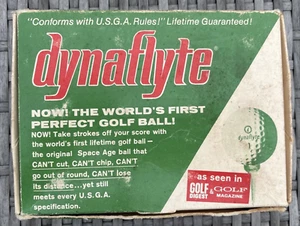 "Conforms with U.S.G.A. Rules!" Lifetime Guaranteed!
dynaflyte
NOW! THE WORLD'S FIRST
PERFECT GOLF BALL!
NOW! Take strokes off your score with
the world's first lifetime golf ball —
the original Space Age ball that
CAN'T cut, CAN'T chip, CAN'T
go out of round, CAN'T lose
its distance...yet still
meets every U.S.G.A.
specification.
dynaflyte
as seen in
GOLF DIGEST
& GOLF MAGAZINE